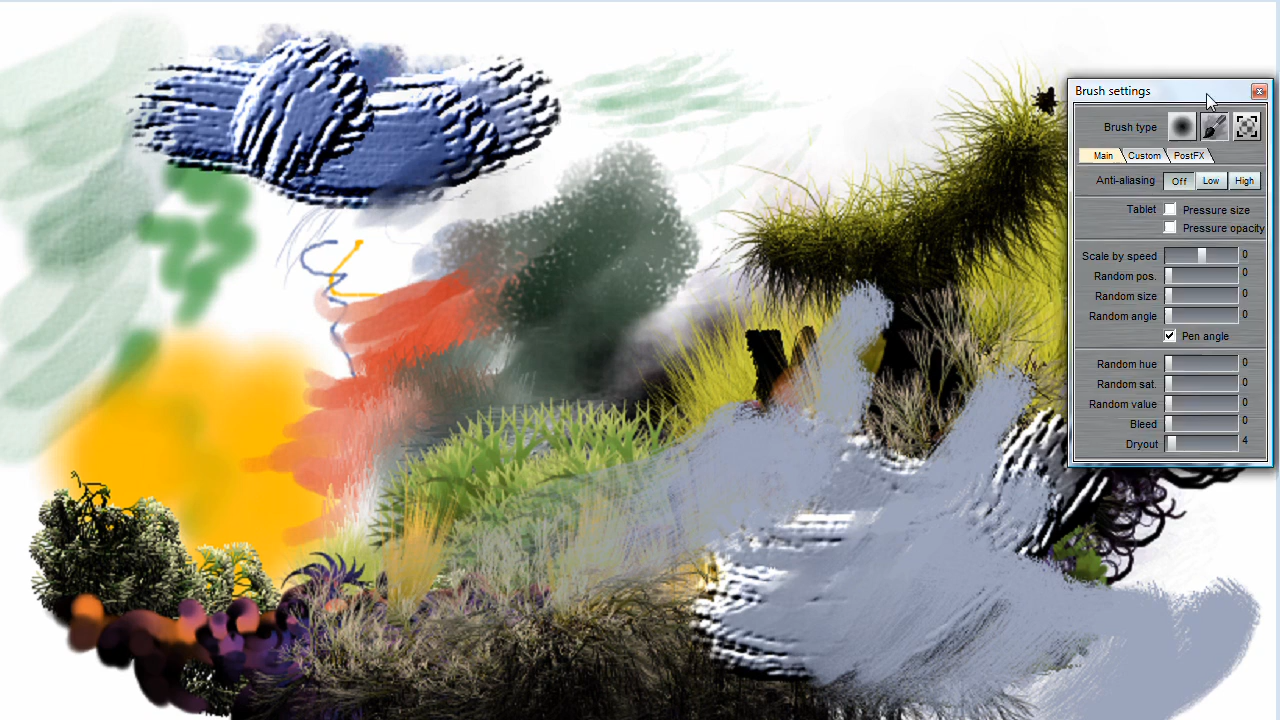 Brush settings
Brush type
Main Custom PostFX
Anti-aliasing Off Low High
Tablet Pressure size
Pressure opacity
Scale by speed 0
Random pos. 0
Random size 0
Random angle 0
Pen angle
Random hue 0
Random sat. 0
Random value 0
Bleed 0
Dryout 4